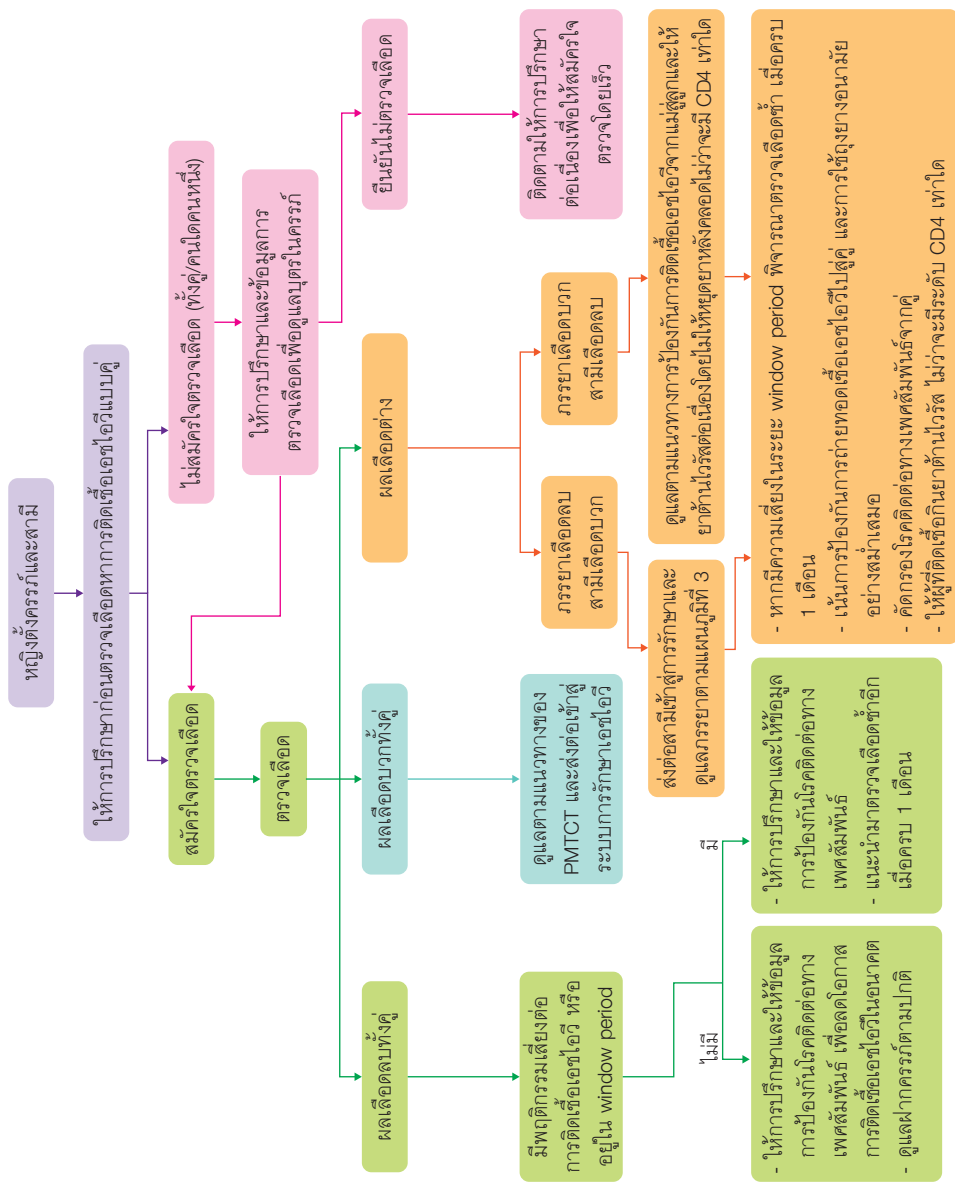 หญิงตั้งครรภ์และสามี
ให้การปรึกษาก่อนตรวจเลือดหาการติดเชื้อเอชไอวีแบบคู่
สมัครใจตรวจเลือด
ไม่สมัครใจตรวจเลือด (ทั้งคู่/คนใดคนหนึ่ง)
ตรวจเลือด
ให้การปรึกษาและข้อมูลการ
ตรวจเลือดเพื่อดูแลบุตรในครรภ์
ผลเลือดลบทั้งคู่
ผลเลือดบวกทั้งคู่
ผลเลือดต่าง
ยืนยันไม่ตรวจเลือด
มีพฤติกรรมเสี่ยงต่อ
การติดเชื้อเอชไอวี หรือ
อยู่ใน window period
ดูแลตามแนวทางของ
PMTCT และส่งต่อเข้าสู่
ระบบการรักษาเอชไอวี
ภรรยาเลือดลบ
สามีเลือดบวก
ภรรยาเลือดบวก
สามีเลือดลบ
ติดตามให้การปรึกษา
ต่อเนื่องเพื่อให้สมัครใจ
ตรวจโดยเร็ว
ส่งต่อสามีเข้าสู่การรักษาและ
ดูแลภรรยาตามแผนภูมิที่ 3
ดูแลตามแนวทางการป้องกันการติดเชื้อเอชไอวีจากแม่สู่ลูกและให้
ยาต้านไวรัสต่อเนื่องโดยไม่ให้หยุดยาหลังคลอดไม่ว่าจะมี CD4 เท่าใด
ไม่มี
มี
- ให้การปรึกษาและให้ข้อมูล
การป้องกันโรคติดต่อทาง
เพศสัมพันธ์ เพื่อลดโอกาส
การติดเชื้อเอชไอวีในอนาคต
- ดูแลฝากครรภ์ตามปกติ
- ให้การปรึกษาและให้ข้อมูล
การป้องกันโรคติดต่อทาง
เพศสัมพันธ์
- แนะนำมาตรวจเลือดซ้ำอีก
เมื่อครบ 1 เดือน
- หากมีความเสี่ยงในระยะ window period พิจารณาตรวจเลือดซ้ำ เมื่อครบ
1 เดือน
- เน้นการป้องกันการถ่ายทอดเชื้อเอชไอวีไปสู่คู่ และการใช้ถุงยางอนามัย
อย่างสม่ำเสมอ
- คัดกรองโรคติดต่อทางเพศสัมพันธ์จากคู่
- ให้ผู้ที่ติดเชื้อกินยาต้านไวรัส ไม่ว่าจะมีระดับ CD4 เท่าใด